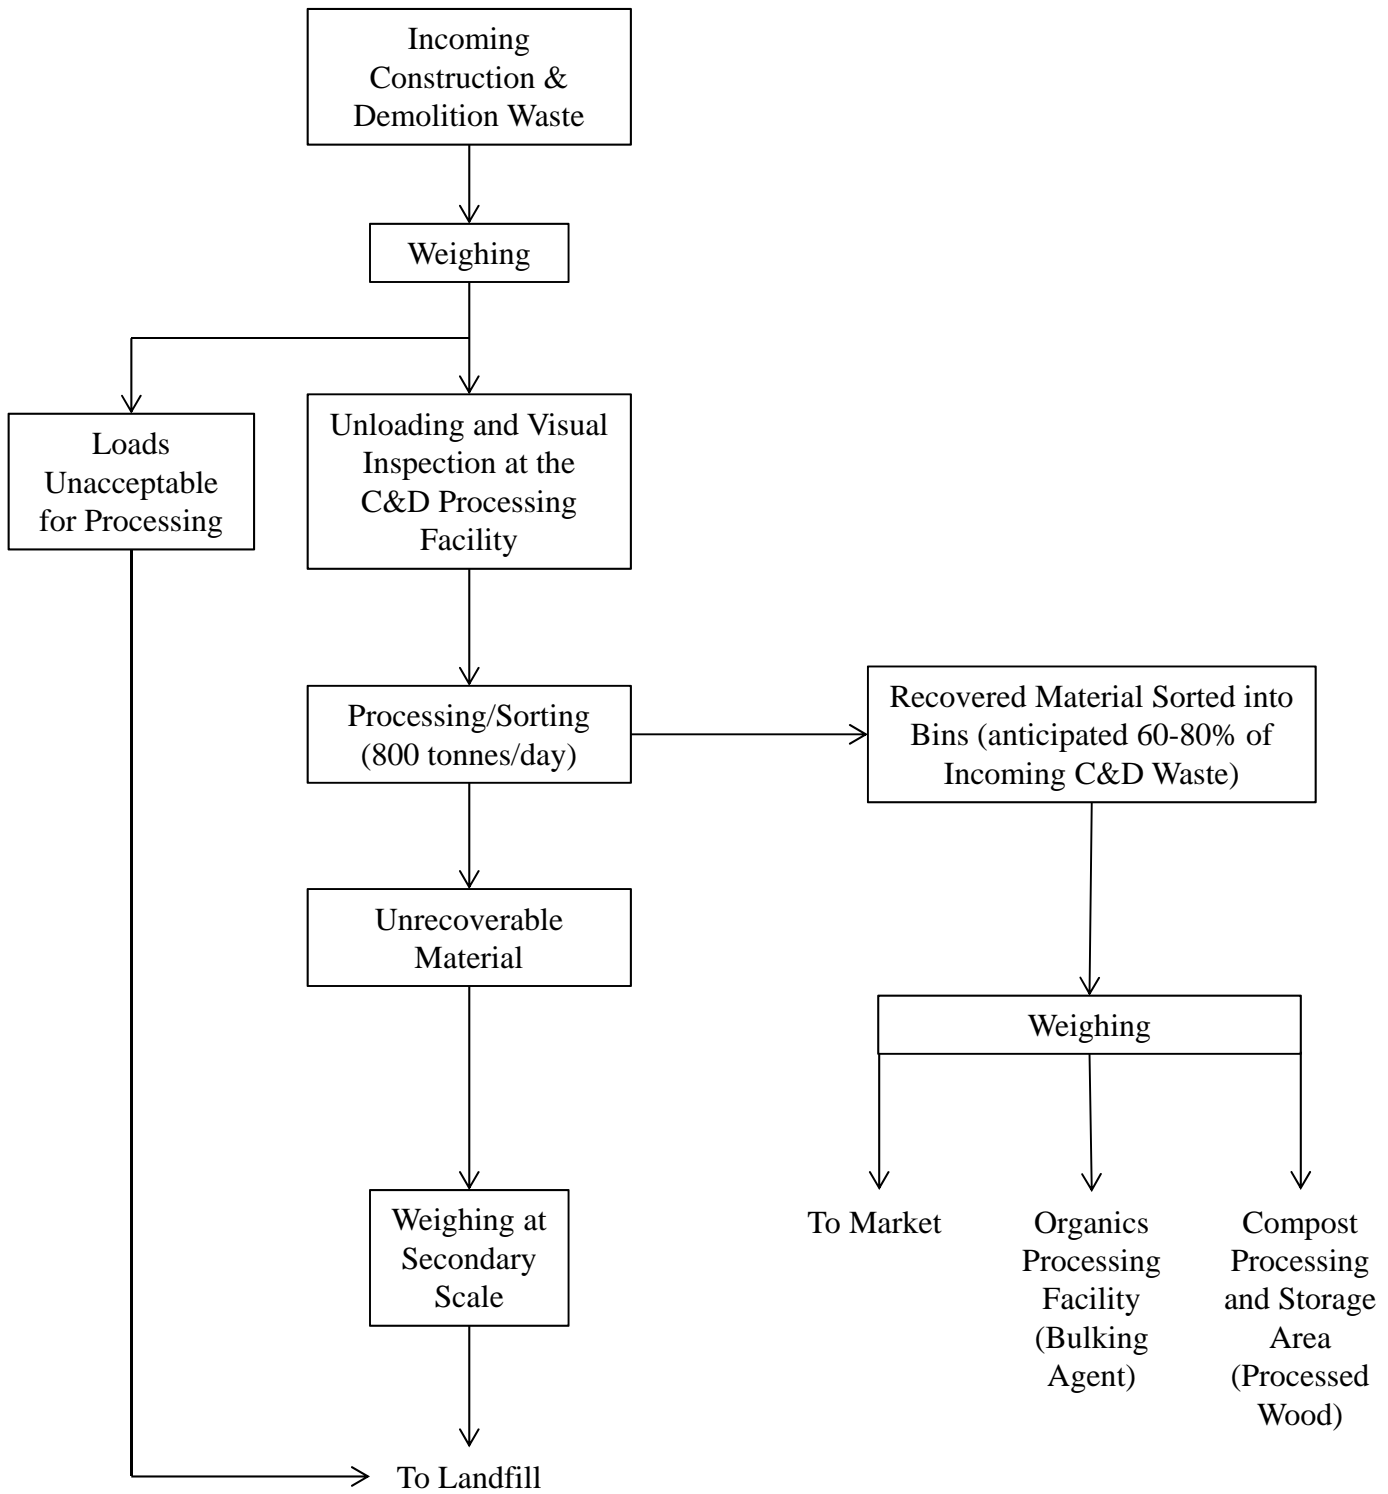 Incoming
Construction &
Demolition Waste
Weighing
Loads
Unacceptable
for Processing
Unloading and Visual
Inspection at the
C&D Processing
Facility
Processing/Sorting
(800 tonnes/day)
Recovered Material Sorted into
Bins (anticipated 60-80% of
Incoming C&D Waste)
Unrecoverable
Material
Weighing
Weighing at
Secondary
Scale
To Market
Organics
Processing
Facility
(Bulking
Agent)
Compost
Processing
and Storage
Area
(Processed
Wood)
To Landfill